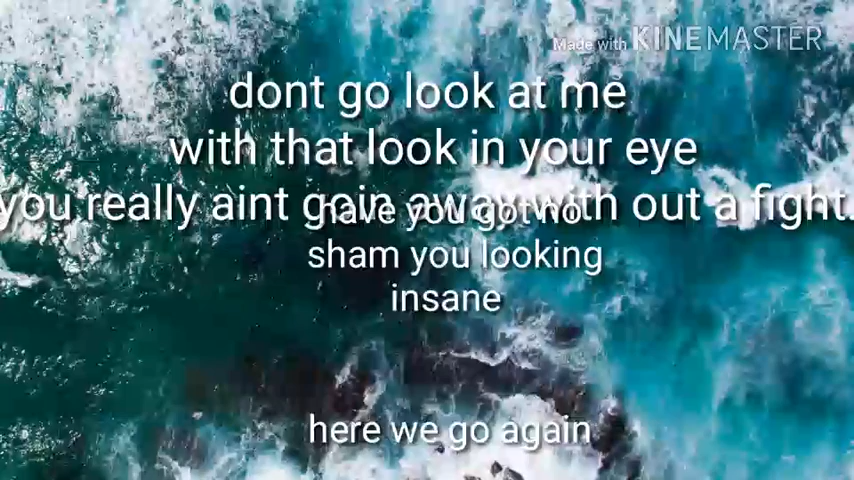 Made with KINEMASTER
dont go look at me
with that look in your eye
you really aint goin away with out a fight.
have you got no
sham you looking
insane
here we go again